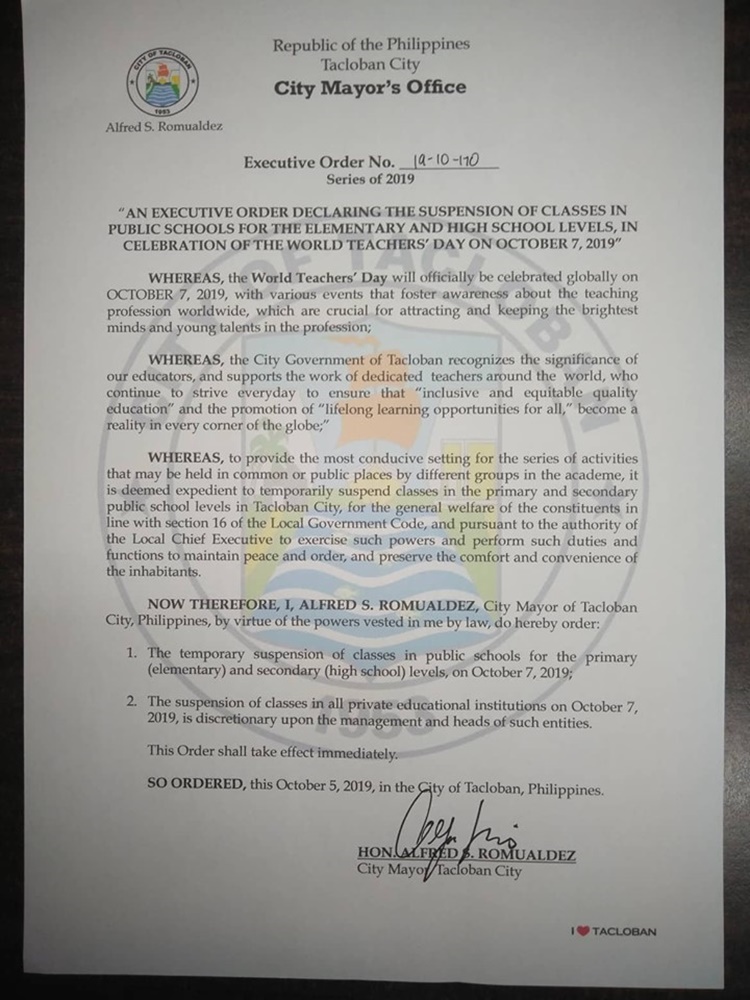 Republic of the Philippines
Tacloban City
City Mayor's Office
CITY OF TACLOBAN
1953
Alfred S. Romualdez
Executive Order No. 19-10-170
Series of 2019
"AN EXECUTIVE ORDER DECLARING THE SUSPENSION OF CLASSES IN
PUBLIC SCHOOLS FOR THE ELEMENTARY AND HIGH SCHOOL LEVELS, IN
CELEBRATION OF THE WORLD TEACHERS' DAY ON OCTOBER 7, 2019"
WHEREAS, the World Teachers' Day will officially be celebrated globally on
OCTOBER 7, 2019, with various events that foster awareness about the teaching
profession worldwide, which are crucial for attracting and keeping the brightest
minds and young talents in the profession;
WHEREAS, the City Government of Tacloban recognizes the significance of
our educators, and supports the work of dedicated teachers around the world, who
continue to strive everyday to ensure that "inclusive and equitable quality
education" and the promotion of "lifelong learning opportunities for all," become a
reality in every corner of the globe;"
WHEREAS, to provide the most conducive setting for the series of activities
that may be held in common or public places by different groups in the academe, it
is deemed expedient to temporarily suspend classes in the primary and secondary
public school levels in Tacloban City, for the general welfare of the constituents in
line with section 16 of the Local Government Code, and pursuant to the authority of
the Local Chief Executive to exercise such powers and perform such duties and
functions to maintain peace and order, and preserve the comfort and convenience of
the inhabitants.
NOW THEREFORE, I, ALFRED S. ROMUALDEZ, City Mayor of Tacloban
City, Philippines, by virtue of the powers vested in me by law, do hereby order:
1. The temporary suspension of classes in public schools for the primary
(elementary) and secondary (high school) levels, on October 7, 2019;
2. The suspension of classes in all private educational institutions on October 7,
2019, is discretionary upon the management and heads of such entities.
This Order shall take effect immediately.
SO ORDERED, this October 5, 2019, in the City of Tacloban, Philippines.
HON. ALFRED S. ROMUALDEZ
City Mayor Tacloban City
I ❤ TACLOBAN